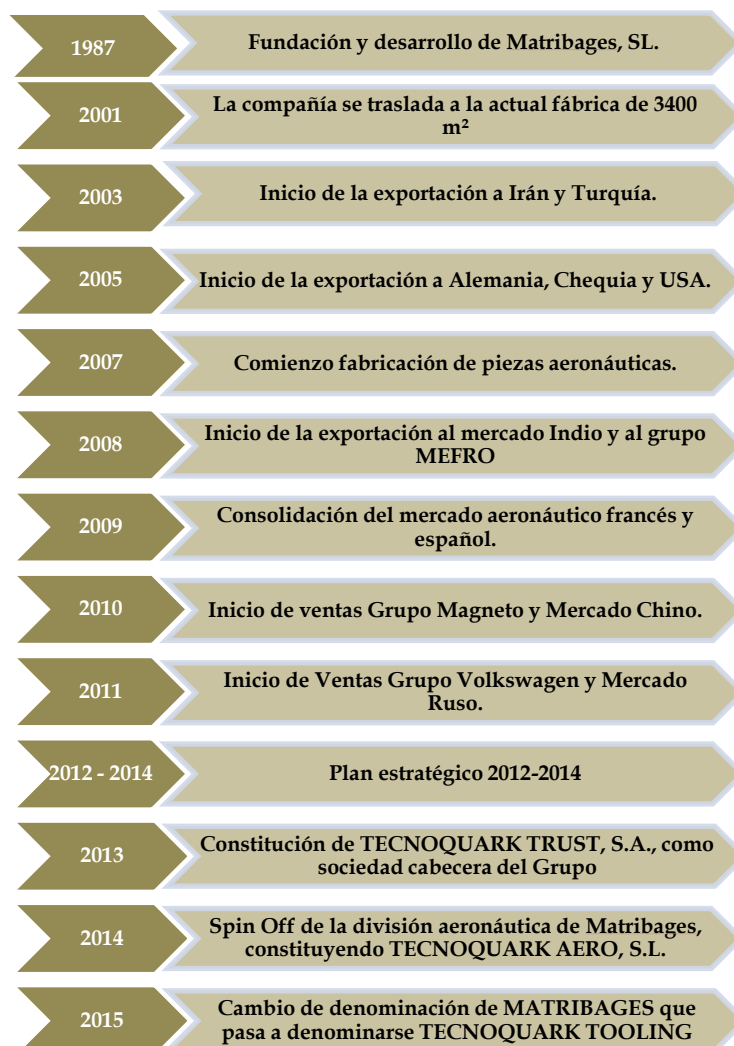 1987
Fundación y desarrollo de Matribages, SL.
2001
La compañía se traslada a la actual fábrica de 3400
m²
2003
Inicio de la exportación a Irán y Turquía.
2005
Inicio de la exportación a Alemania, Chequia y USA.
2007
Comienzo fabricación de piezas aeronáuticas.
2008
Inicio de la exportación al mercado Indio y al grupo
MEFRO
2009
Consolidación del mercado aeronáutico francés y
español.
2010
Inicio de ventas Grupo Magneto y Mercado Chino.
2011
Inicio de Ventas Grupo Volkswagen y Mercado
Ruso.
2012 - 2014
Plan estratégico 2012-2014
2013
Constitución de TECNOQUARK TRUST, S.A., como
sociedad cabecera del Grupo
2014
Spin Off de la división aeronáutica de Matribages,
constituyendo TECNOQUARK AERO, S.L.
2015
Cambio de denominación de MATRIBAGES que
pasa a denominarse TECNOQUARK TOOLING